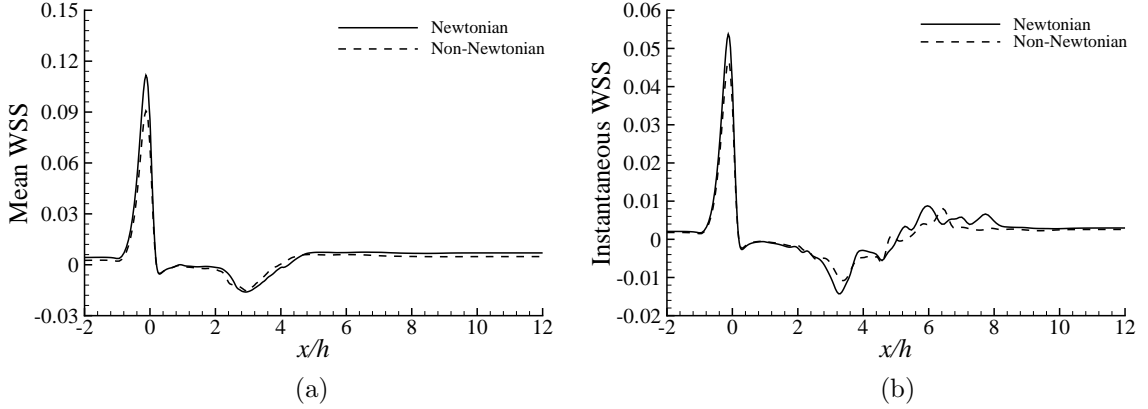 Mean WSS
0.15
0.12
0.09
0.06
0.03
0
-0.03
-2 0 2 4 6 8 10 12
x/h
Newtonian
Non-Newtonian
(a)
Instantaneous WSS
0.06
0.05
0.04
0.03
0.02
0.01
0
-0.01
-0.02
-2 0 2 4 6 8 10 12
x/h
Newtonian
Non-Newtonian
(b)